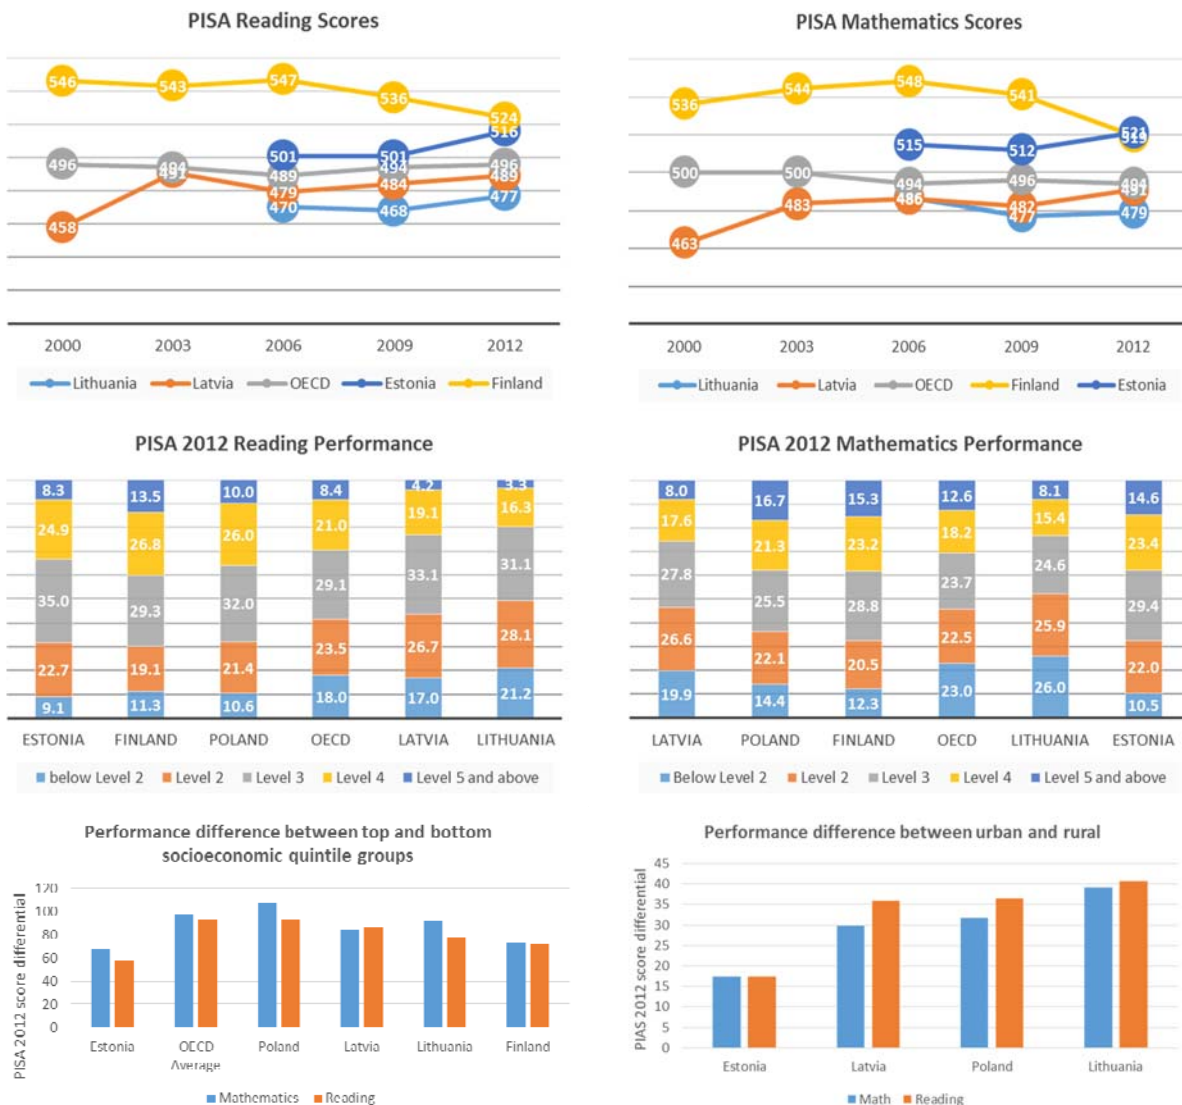 PISA Reading Scores
546
543
547
536
524
516
501
501
496
494
489
494
496
491
479
484
489
458
470
468
477
2000 2003 2006 2009 2012
Lithuania Latvia OECD Estonia Finland
PISA Mathematics Scores
536
544
548
541
521
519
515
512
500
500
494
496
494
491
483
486
482
463
477
479
2000 2003 2006 2009 2012
Lithuania Latvia OECD Finland Estonia
PISA 2012 Reading Performance
8.3 13.5 10.0 8.4 4.2 3.3
24.9 26.8 26.0 21.0 19.1 16.3
35.0 29.3 32.0 29.1 33.1 31.1
22.7 19.1 21.4 23.5 26.7 28.1
9.1 11.3 10.6 18.0 17.0 21.2
ESTONIA FINLAND POLAND OECD LATVIA LITHUANIA
below Level 2 Level 2 Level 3 Level 4 Level 5 and above
PISA 2012 Mathematics Performance
8.0 16.7 15.3 12.6 8.1 14.6
17.6 21.3 23.2 18.2 15.4 23.4
27.8 25.5 28.8 23.7 24.6 29.4
26.6 22.1 20.5 22.5 25.9 22.0
19.9 14.4 12.3 23.0 26.0 10.5
LATVIA POLAND FINLAND OECD LITHUANIA ESTONIA
Below Level 2 Level 2 Level 3 Level 4 Level 5 and above
Performance difference between top and bottom
socioeconomic quintile groups
PISA 2012 score differential
120
100
80
60
40
20
0
Estonia OECD Poland Latvia Lithuania Finland
Average
Mathematics Reading
Performance difference between urban and rural
PIAS 2012 score differential
45
40
35
30
25
20
15
10
5
0
Estonia Latvia Poland Lithuania
Math Reading